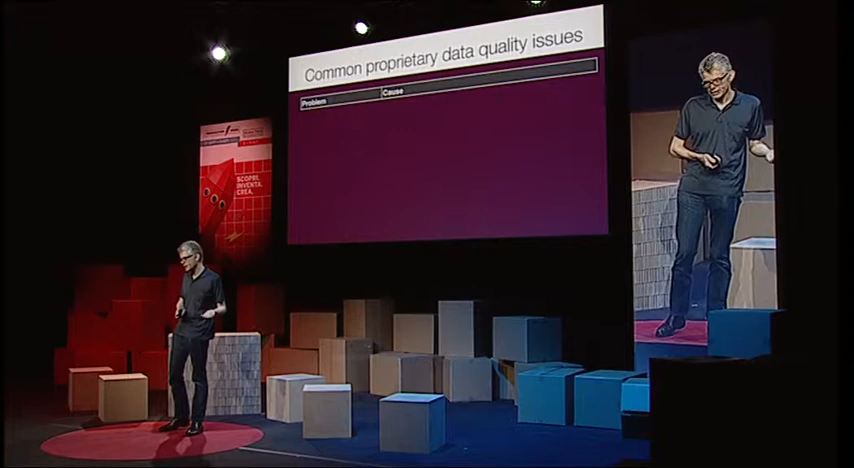 Common proprietary data quality issues
Problem Cause
SCOPRI.
INVENTA.
CREA.